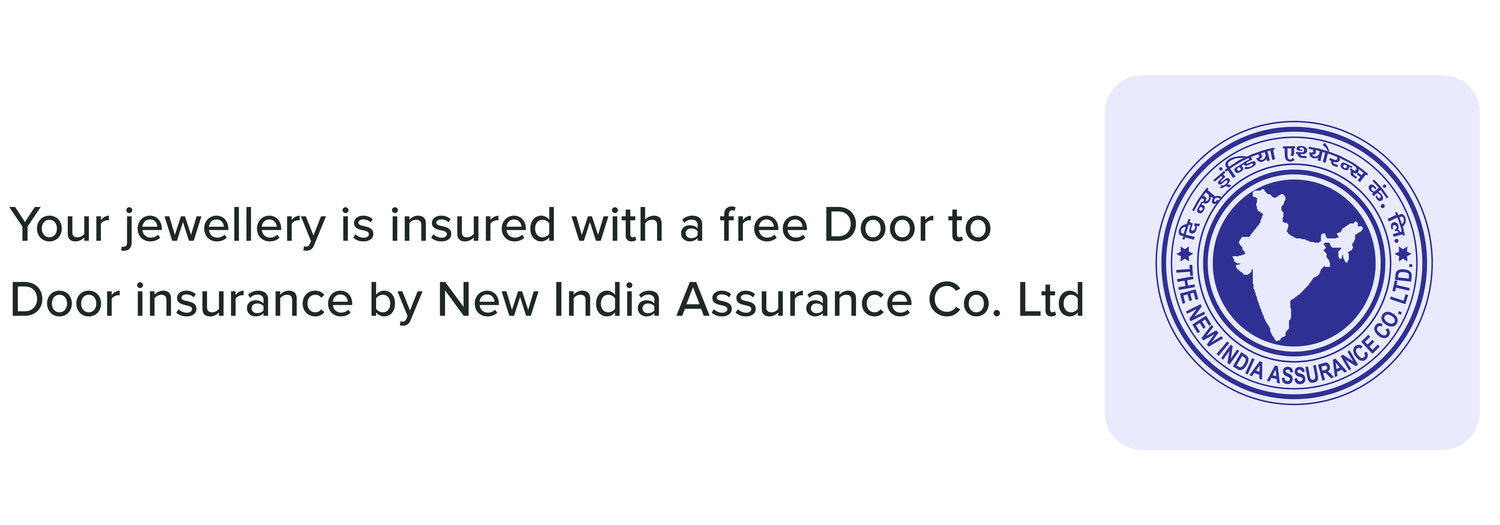 Your jewellery is insured with a free Door to
Door insurance by New India Assurance Co. Ltd
दि न्यू इंन्डिया एश्योरन्स कं. लि.
THE NEW INDIA ASSURANCE CO. LTD.